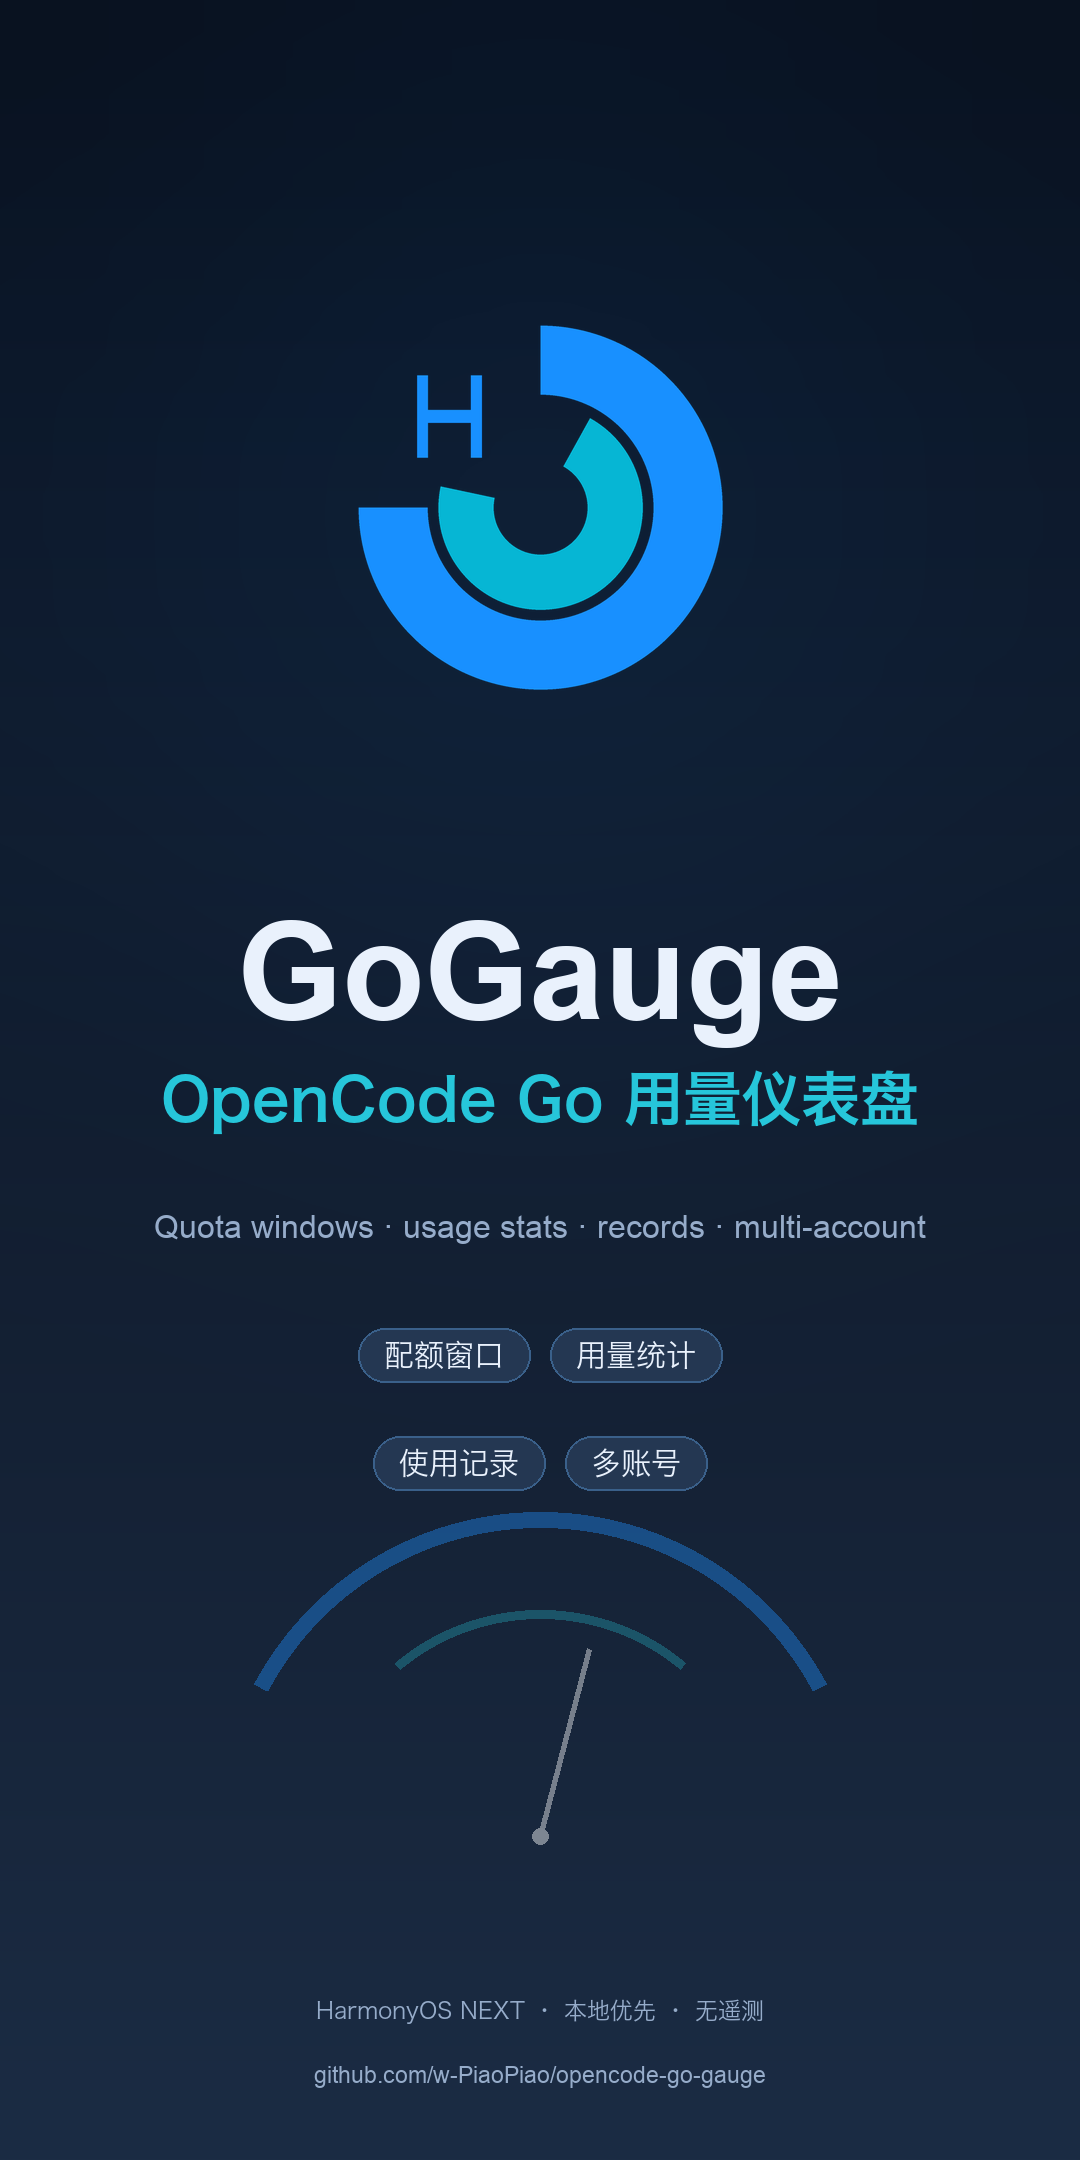 H
GoGauge
OpenCode Go 用量仪表盘
Quota windows · usage stats · records · multi-account
配额窗口 用量统计
使用记录 多账号
HarmonyOS NEXT · 本地优先 · 无遥测
github.com/w-PiaoPiao/opencode-go-gauge